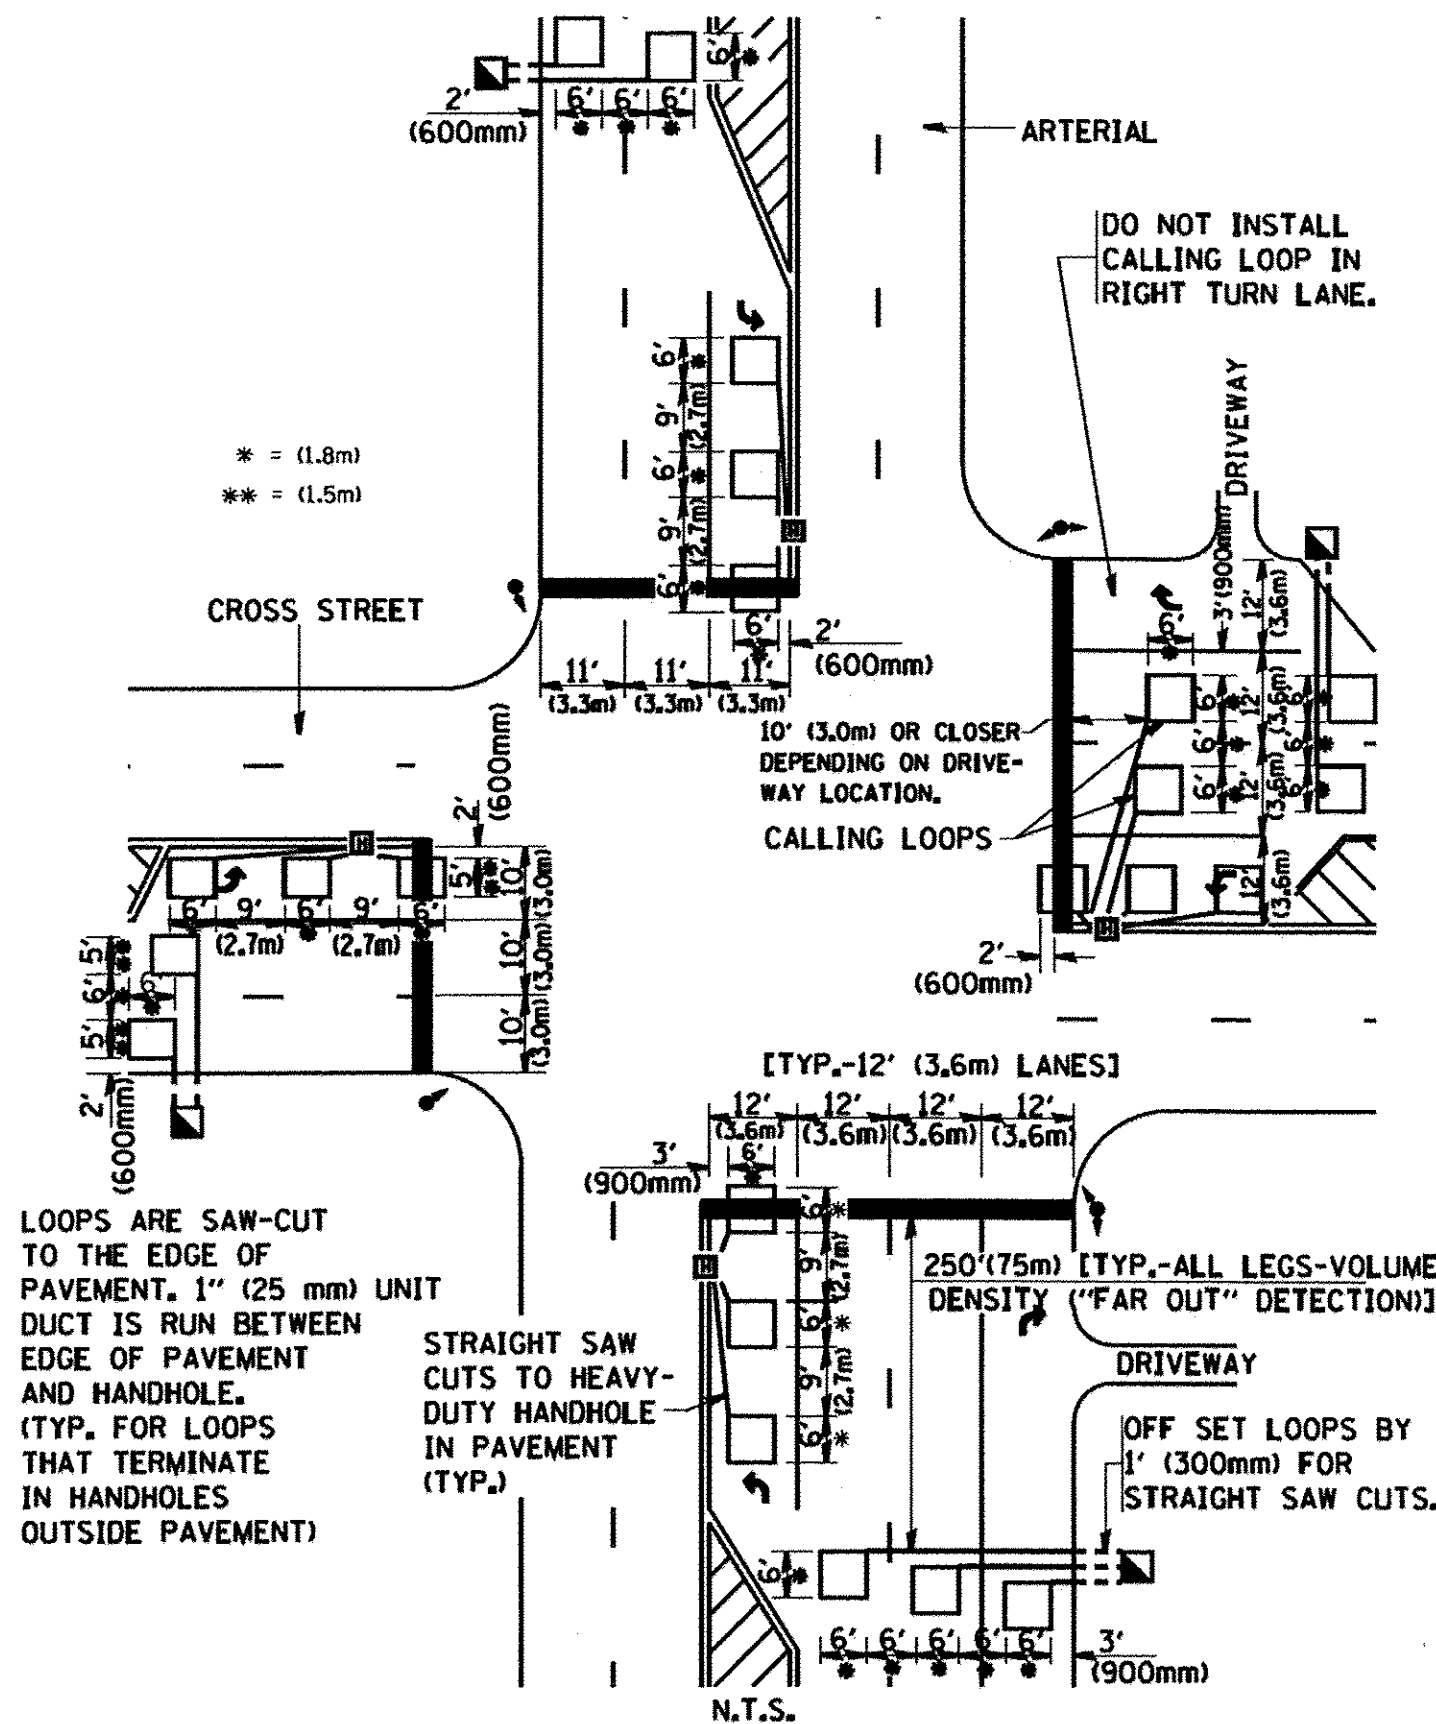 6'
*
2'
(600mm)
6' 6' 6'
* * *
ARTERIAL
DO NOT INSTALL
CALLING LOOP IN
RIGHT TURN LANE.
DRIVEWAY
* = (1.8m)
** = (1.5m)
6'
*
9'
(2.7m)
6'
*
9'
(2.7m)
6'
*
H
CROSS STREET
6'
*
2'
(600mm)
11' 11' 11'
(3.3m) (3.3m) (3.3m)
3'(900mm)
12'
(3.6m)
6'
*
6'
*
6'
*
6'
*
12'
(3.6m)
12'
(3.6m)
12'
(3.6m)
6'
*
6'
*
6'
*
10' (3.0m) OR CLOSER
DEPENDING ON DRIVE-
WAY LOCATION.
CALLING LOOPS
H
2'
(600mm)
2'
(600mm)
H
5'
**
10'
(3.0m)
10'
(3.0m)
10'
(3.0m)
6' 9' 6' 9' 6'
* (2.7m) * (2.7m) *
5'
**
6'
*
6'
*
5'
**
2'
(600mm)
[TYP.-12' (3.6m) LANES]
12' 12' 12' 12'
(3.6m) (3.6m) (3.6m) (3.6m)
3'
(900mm)
6'
*
6'
*
9'
(2.7m)
6'
*
9'
(2.7m)
6'
*
H
250'(75m) [TYP.-ALL LEGS-VOLUME
DENSITY ("FAR OUT" DETECTION)]
DRIVEWAY
LOOPS ARE SAW-CUT
TO THE EDGE OF
PAVEMENT. 1" (25 mm) UNIT
DUCT IS RUN BETWEEN
EDGE OF PAVEMENT
AND HANDHOLE.
(TYP. FOR LOOPS
THAT TERMINATE
IN HANDHOLES
OUTSIDE PAVEMENT)
STRAIGHT SAW
CUTS TO HEAVY-
DUTY HANDHOLE
IN PAVEMENT
(TYP.)
OFF SET LOOPS BY
1' (300mm) FOR
STRAIGHT SAW CUTS.
6'
*
6' 6' 6' 6' 6'
* * * * *
3'
(900mm)
N.T.S.